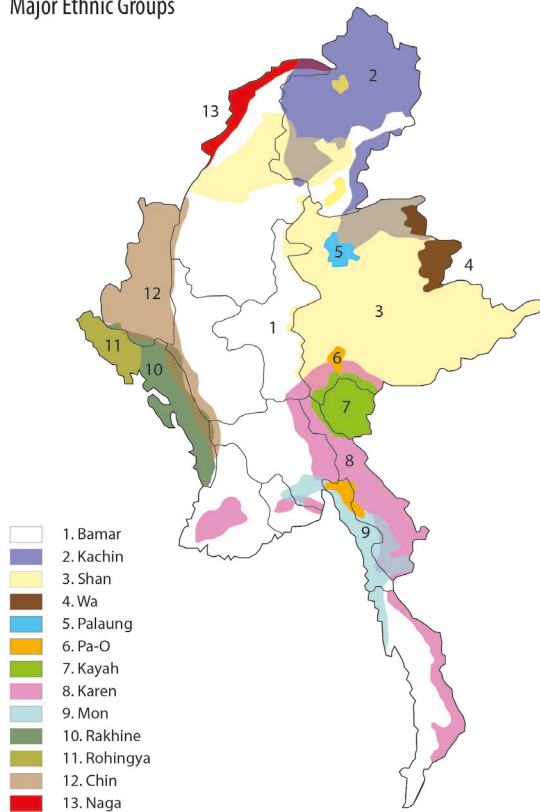 Major Ethnic Groups
2
13
5
4
12
3
1
11
6
10
7
8
9
1. Bamar
2. Kachin
3. Shan
4. Wa
5. Palaung
6. Pa-O
7. Kayah
8. Karen
9. Mon
10. Rakhine
11. Rohingya
12. Chin
13. Naga